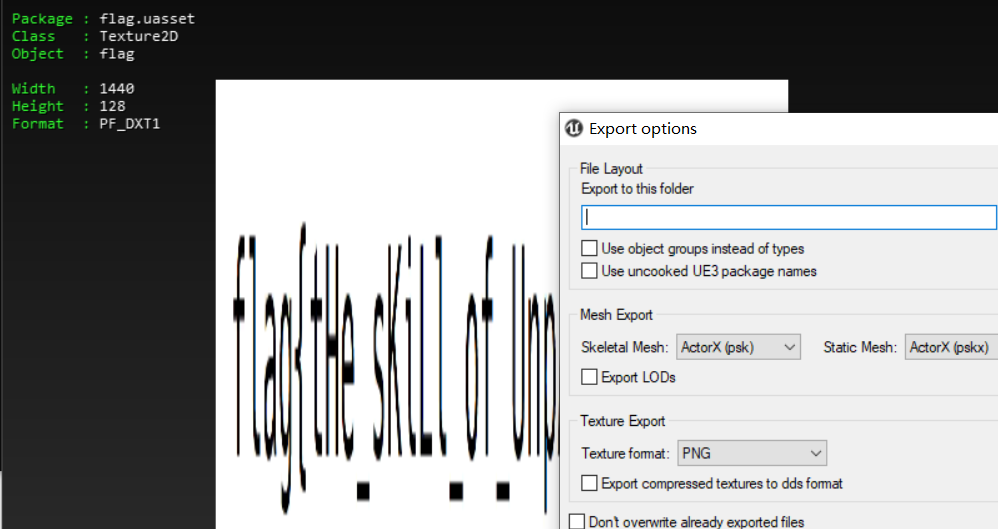 Package : flag.uasset
Class : Texture2D
Object : flag
Width : 1440
Height : 128
Format : PF_DXT1
flag{tHe_sKiLl_of_Unp
Export options
File Layout
Export to this folder
Use object groups instead of types
Use uncooked UE3 package names
Mesh Export
Skeletal Mesh: ActorX (psk) Static Mesh: ActorX (pskx)
Export LODs
Texture Export
Texture format: PNG
Export compressed textures to dds format
Don't overwrite already exported files